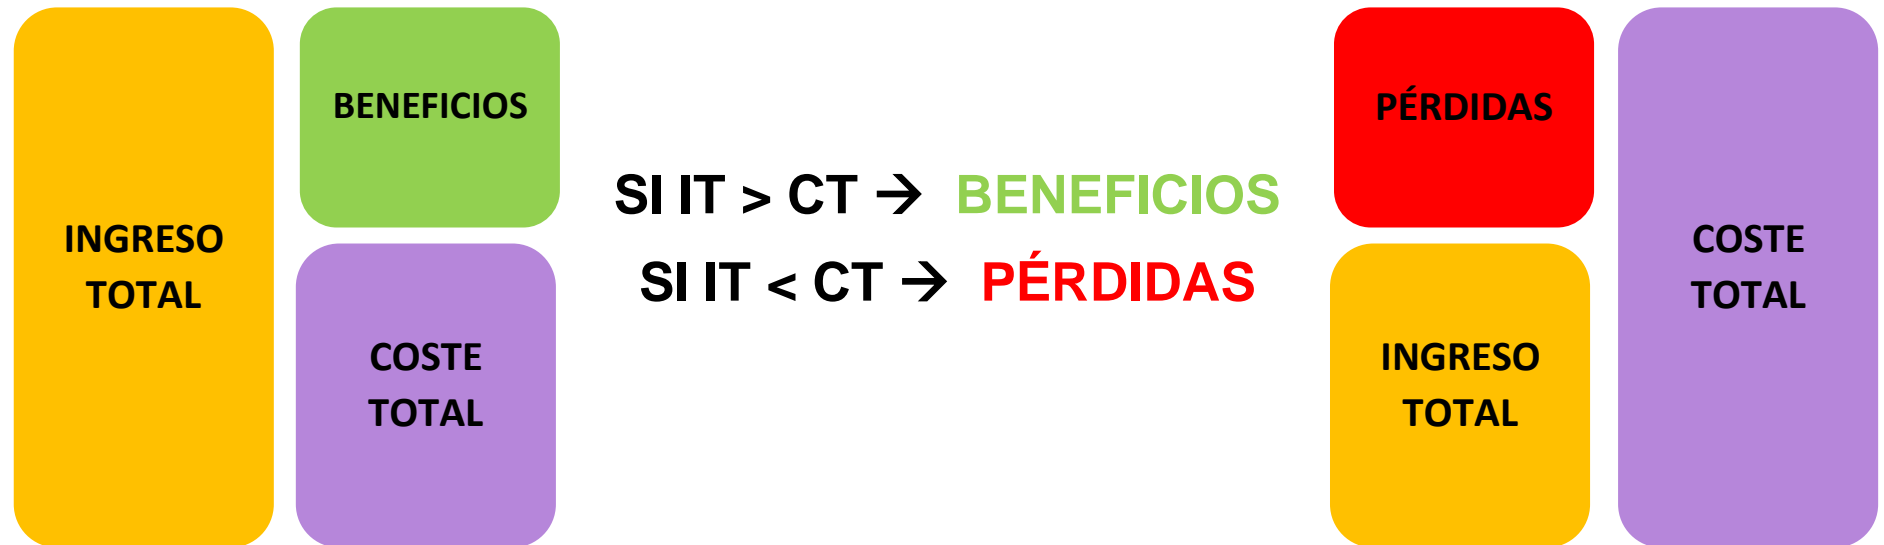 INGRESO
TOTAL
BENEFICIOS
COSTE
TOTAL
SI IT > CT → BENEFICIOS
SI IT < CT → PÉRDIDAS
PÉRDIDAS
INGRESO
TOTAL
COSTE
TOTAL